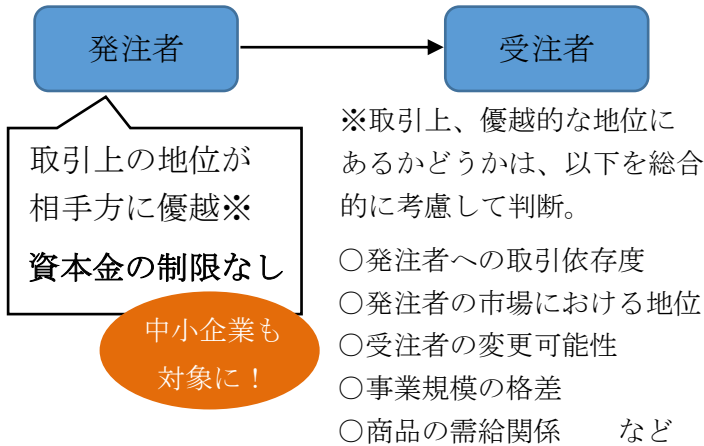 発注者
受注者
取引上の地位が
相手方に優越※
資本金の制限なし
中小企業も
対象に！
※取引上、優越的な地位に
あるかどうかは、以下を総合
的に考慮して判断。
○発注者への取引依存度
○発注者の市場における地位
○受注者の変更可能性
○事業規模の格差
○商品の需給関係　　など